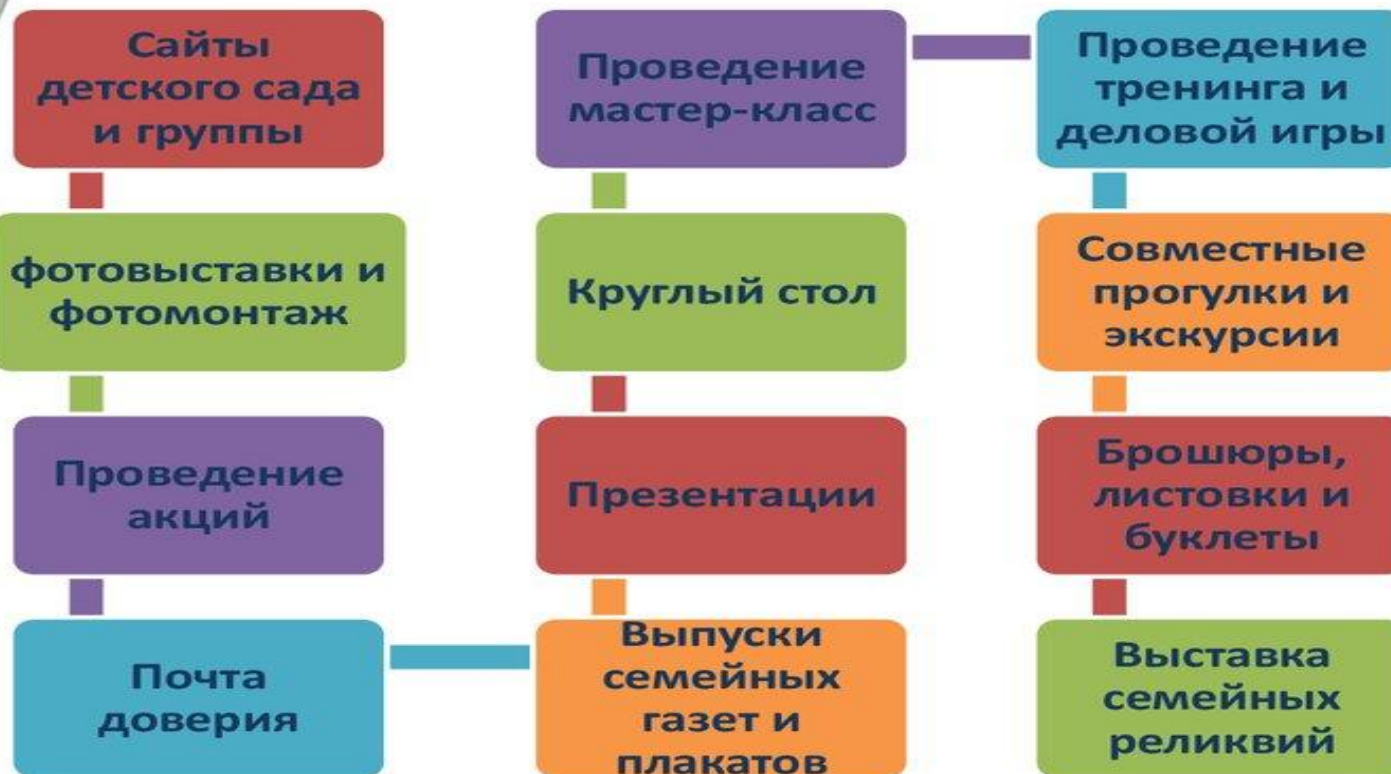 Сайты
детского сада
и группы
фотовыставки и
фотомонтаж
Проведение
акций
Почта
доверия
Выпуски
семейных
газет и
плакатов
Презентации
Круглый стол
Проведение
мастер-класс
Проведение
тренинга и
деловой игры
Совместные
прогулки и
экскурсии
Брошюры,
листовки и
буклеты
Выставка
семейных
реликвий